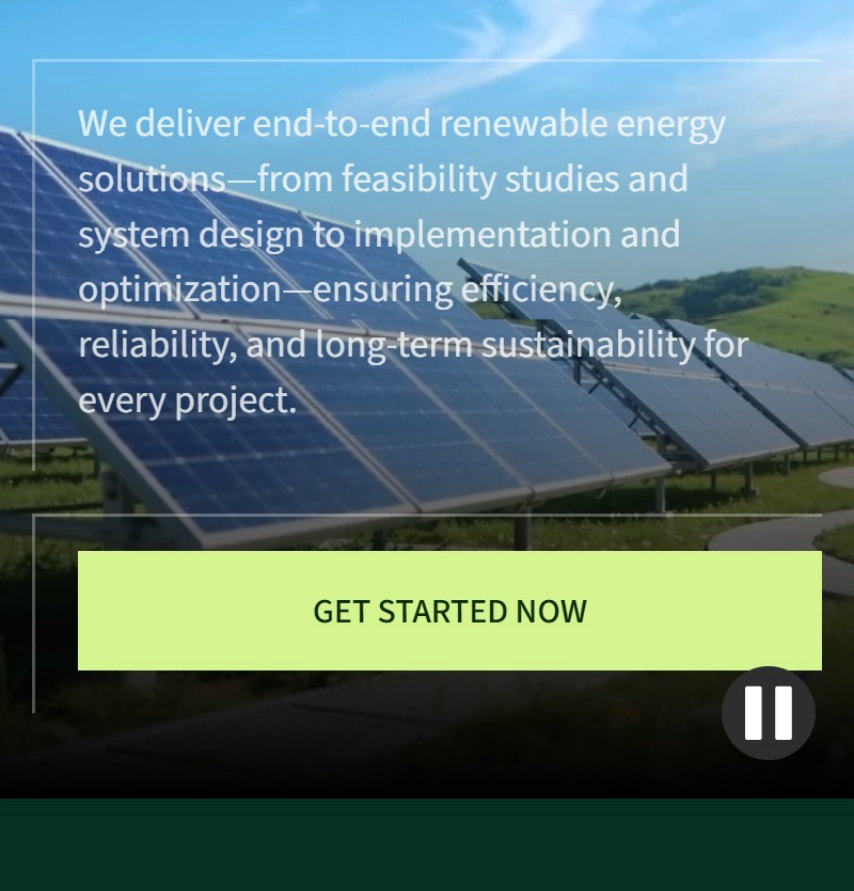 We deliver end-to-end renewable energy
solutions—from feasibility studies and
system design to implementation and
optimization—ensuring efficiency,
reliability, and long-term sustainability for
every project.
GET STARTED NOW